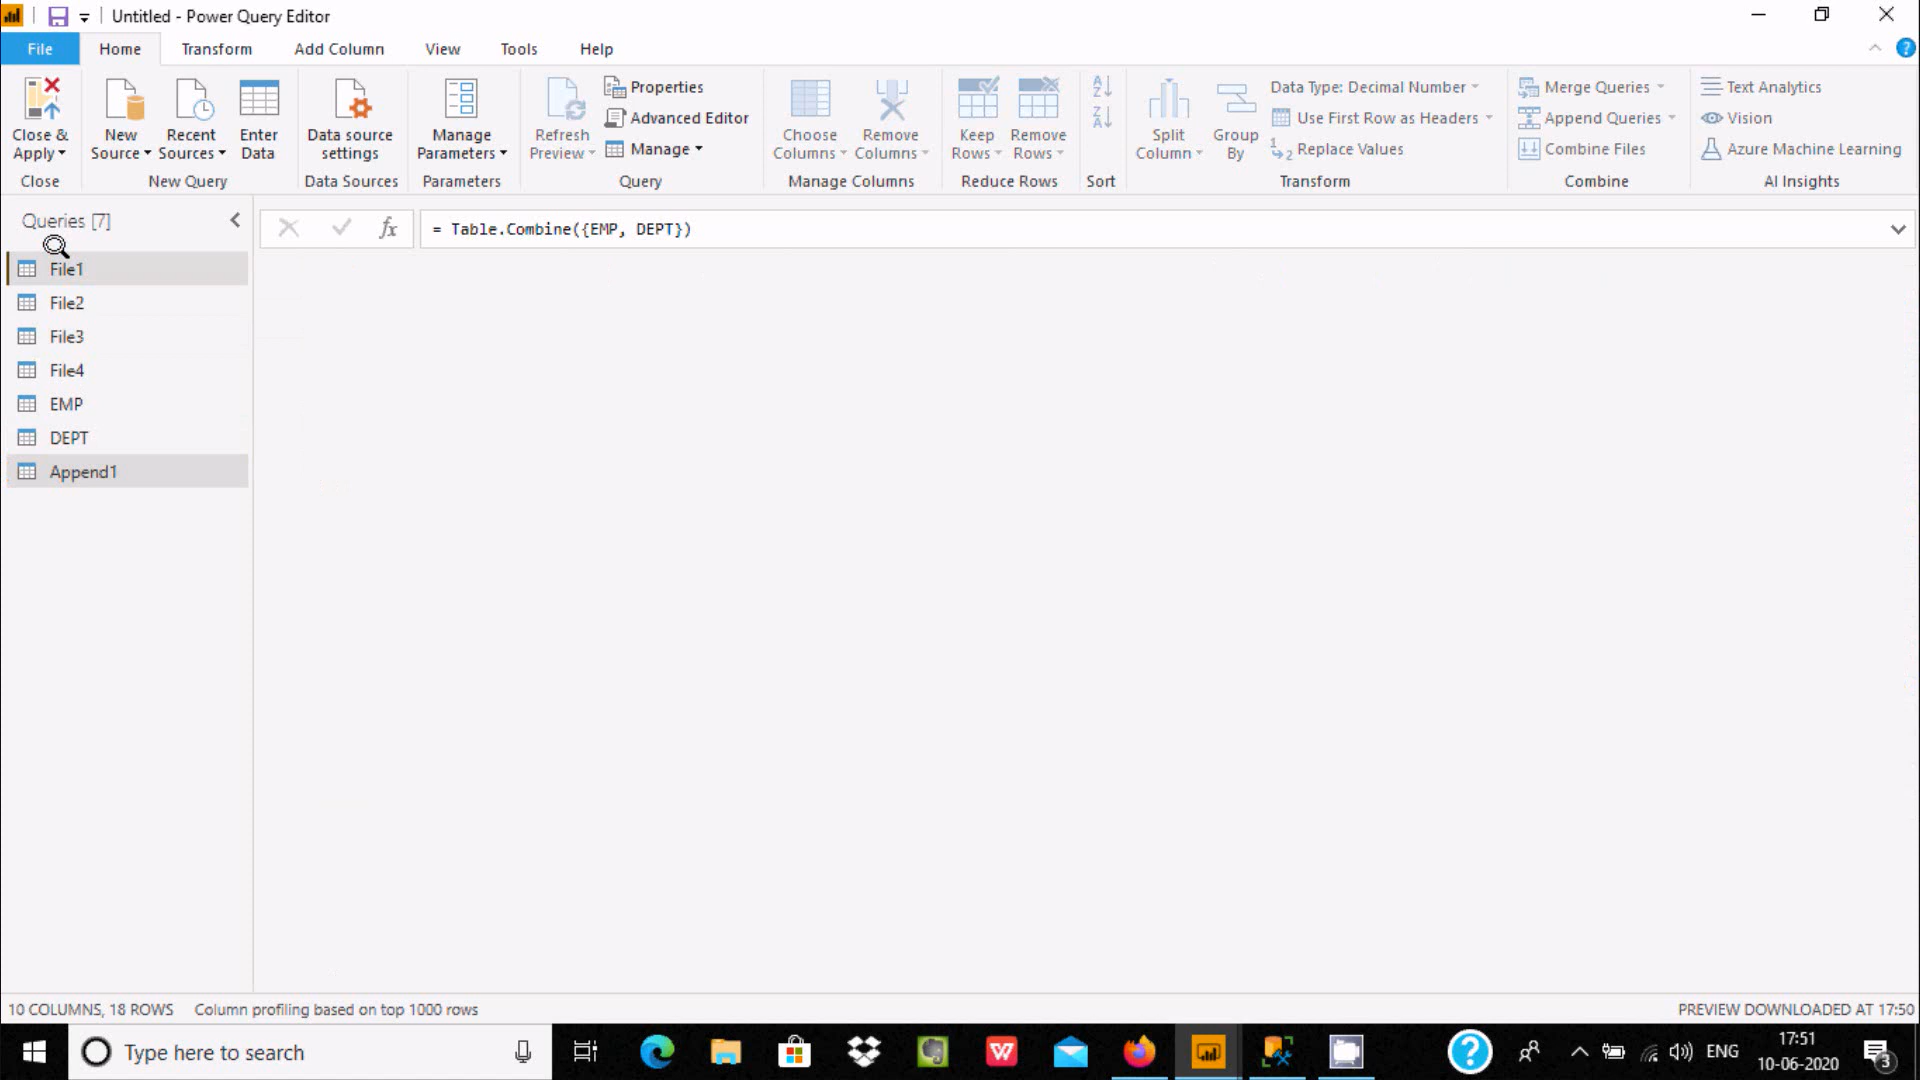 Untitled - Power Query Editor
File Home Transform Add Column View Tools Help
Close & Apply
New Source
Recent Sources
Enter Data
Data source settings
Manage Parameters
Refresh Preview
Properties
Advanced Editor
Manage
Choose Columns
Remove Columns
Keep Rows
Remove Rows
Split Column
Group By
Data Type: Decimal Number
Use First Row as Headers
Replace Values
Merge Queries
Append Queries
Combine Files
Text Analytics
Vision
Azure Machine Learning
Close New Query Data Sources Parameters Query Manage Columns Reduce Rows Sort Transform Combine AI Insights
Queries [7]
fx = Table.Combine({EMP, DEPT})
File1
File2
File3
File4
EMP
DEPT
Append1
10 COLUMNS, 18 ROWS Column profiling based on top 1000 rows PREVIEW DOWNLOADED AT 17:50
Type here to search
ENG
17:51
10-06-2020
3